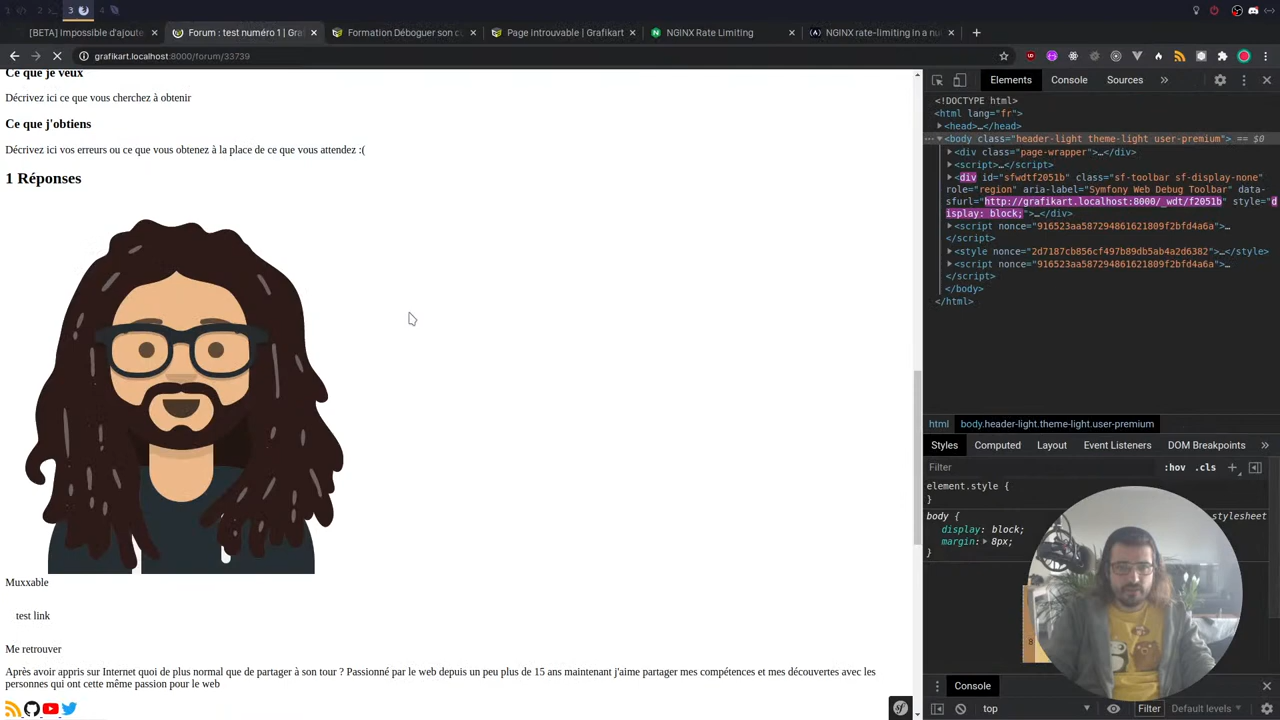 1 2 3 4
[BETA] Impossible d'ajoute
Forum : test numéro 1 | Gra
Formation Déboguer son c
Page introuvable | Grafikart
NGINX Rate Limiting
NGINX rate-limiting in a nu
grafikart.localhost:8000/forum/33739
Ce que je veux
Décrivez ici ce que vous cherchez à obtenir
Ce que j'obtiens
Décrivez ici vos erreurs ou ce que vous obtenez à la place de ce que vous attendez :(
1 Réponses
Muxxable
test link
Me retrouver
Après avoir appris sur Internet quoi de plus normal que de partager à son tour ? Passionné par le web depuis un peu plus de 15 ans maintenant j'aime partager mes compétences et mes découvertes avec les
personnes qui ont cette même passion pour le web
Elements Console Sources »
<!DOCTYPE html>
<html lang="fr">
<head>…</head>
<body class="header-light theme-light user-premium"> == $0
<div class="page-wrapper">…</div>
<script>…</script>
<div id="sfwdtf2051b" class="sf-toolbar sf-display-none"
role="region" aria-label="Symfony Web Debug Toolbar" data-
sfurl="http://grafikart.localhost:8000/_wdt/f2051b" style="d
isplay: block;">…</div>
<script nonce="916523aa587294861621809f2bfd4a6a">…
</script>
<style nonce="2d7187cb856cf497b89db5ab4a2d6382">…</style>
<script nonce="916523aa587294861621809f2bfd4a6a">…
</script>
</body>
</html>
html body.header-light.theme-light.user-premium
Styles Computed Layout Event Listeners DOM Breakpoints »
Filter :hov .cls +
element.style {
}
body { stylesheet
display: block;
margin: 8px;
}
8
Console
top Filter Default levels